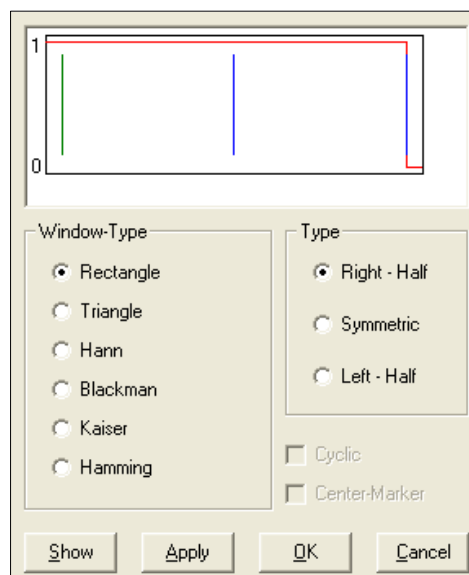 1
0
Window-Type
Rectangle
Triangle
Hann
Blackman
Kaiser
Hamming
Type
Right - Half
Symmetric
Left - Half
Cyclic
Center-Marker
Show Apply OK Cancel